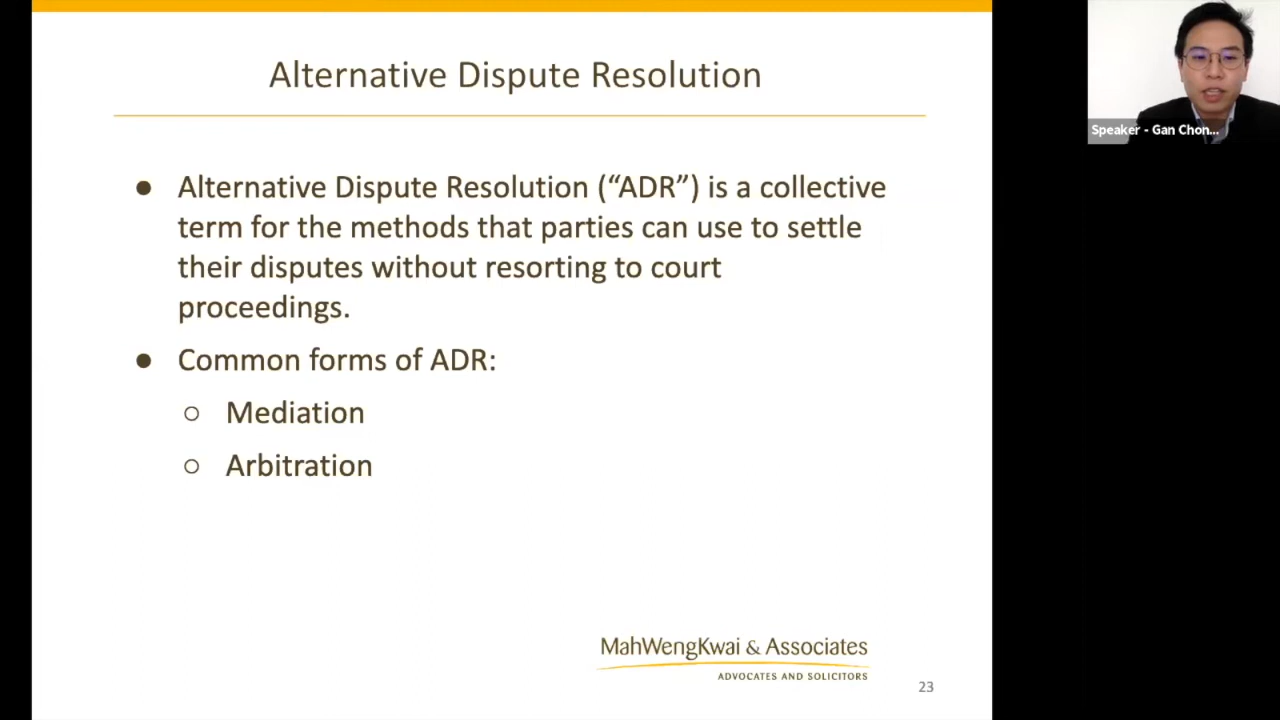 Alternative Dispute Resolution
● Alternative Dispute Resolution (“ADR”) is a collective
term for the methods that parties can use to settle
their disputes without resorting to court
proceedings.
● Common forms of ADR:
○ Mediation
○ Arbitration
MahWengKwai & Associates
ADVOCATES AND SOLICITORS
23
Speaker - Gan Chon...